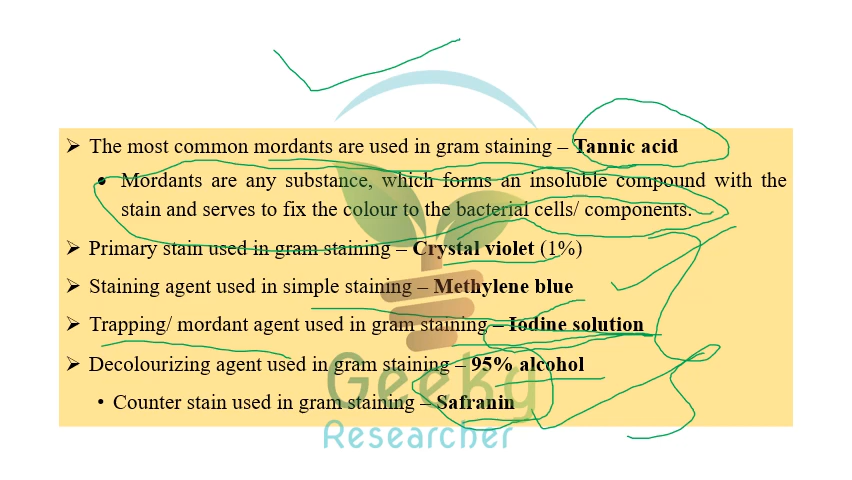 ➢ The most common mordants are used in gram staining – Tannic acid
• Mordants are any substance, which forms an insoluble compound with the
stain and serves to fix the colour to the bacterial cells/ components.
➢ Primary stain used in gram staining – Crystal violet (1%)
➢ Staining agent used in simple staining – Methylene blue
➢ Trapping/ mordant agent used in gram staining – Iodine solution
➢ Decolourizing agent used in gram staining – 95% alcohol
• Counter stain used in gram staining – Safranin
Geeky
Researcher